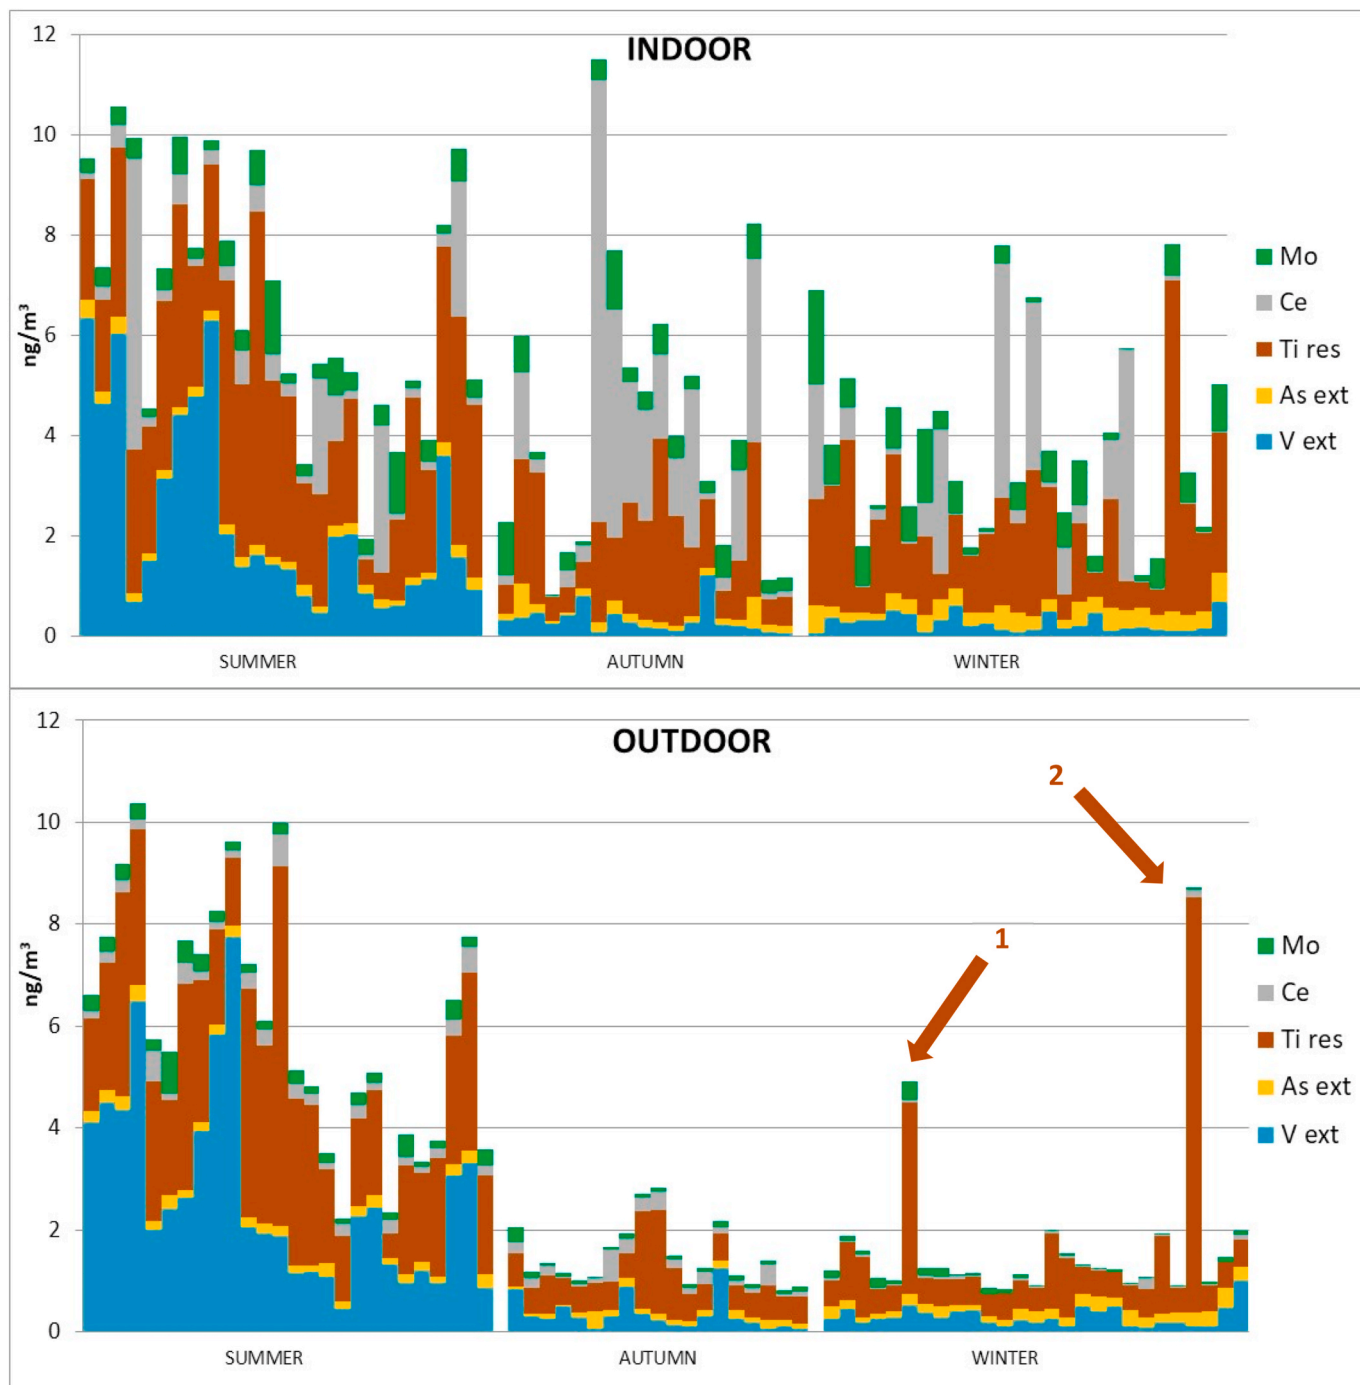 INDOOR
12
10
8
6
4
2
0
ng/m³
SUMMER
AUTUMN
WINTER
Mo
Ce
Ti res
As ext
V ext
OUTDOOR
12
10
8
6
4
2
0
ng/m³
1
2
SUMMER
AUTUMN
WINTER
Mo
Ce
Ti res
As ext
V ext